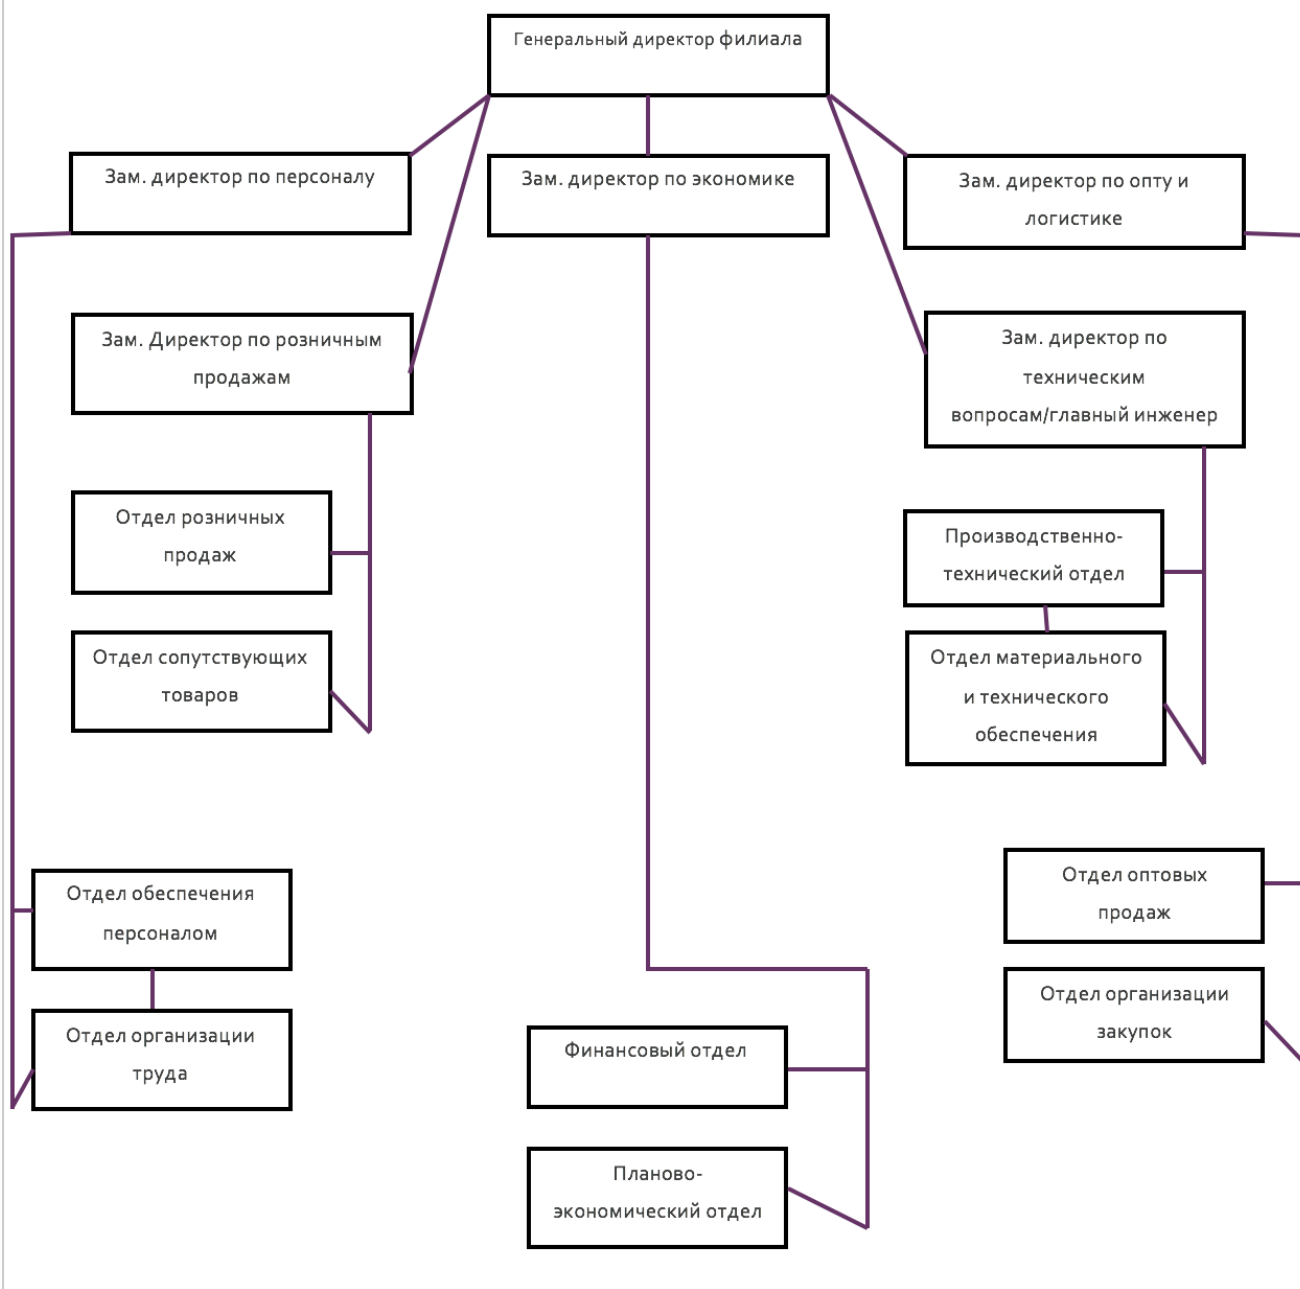 Генеральный директор филиала
Зам. директор по персоналу
Зам. директор по экономике
Зам. директор по опту и
логистике
Зам. Директор по розничным
продажам
Зам. директор по
техническим
вопросам/главный инженер
Отдел розничных
продаж
Производственно-
технический отдел
Отдел сопутствующих
товаров
Отдел материального
и технического
обеспечения
Отдел обеспечения
персоналом
Отдел оптовых
продаж
Отдел организации
труда
Отдел организации
закупок
Финансовый отдел
Планово-
экономический отдел